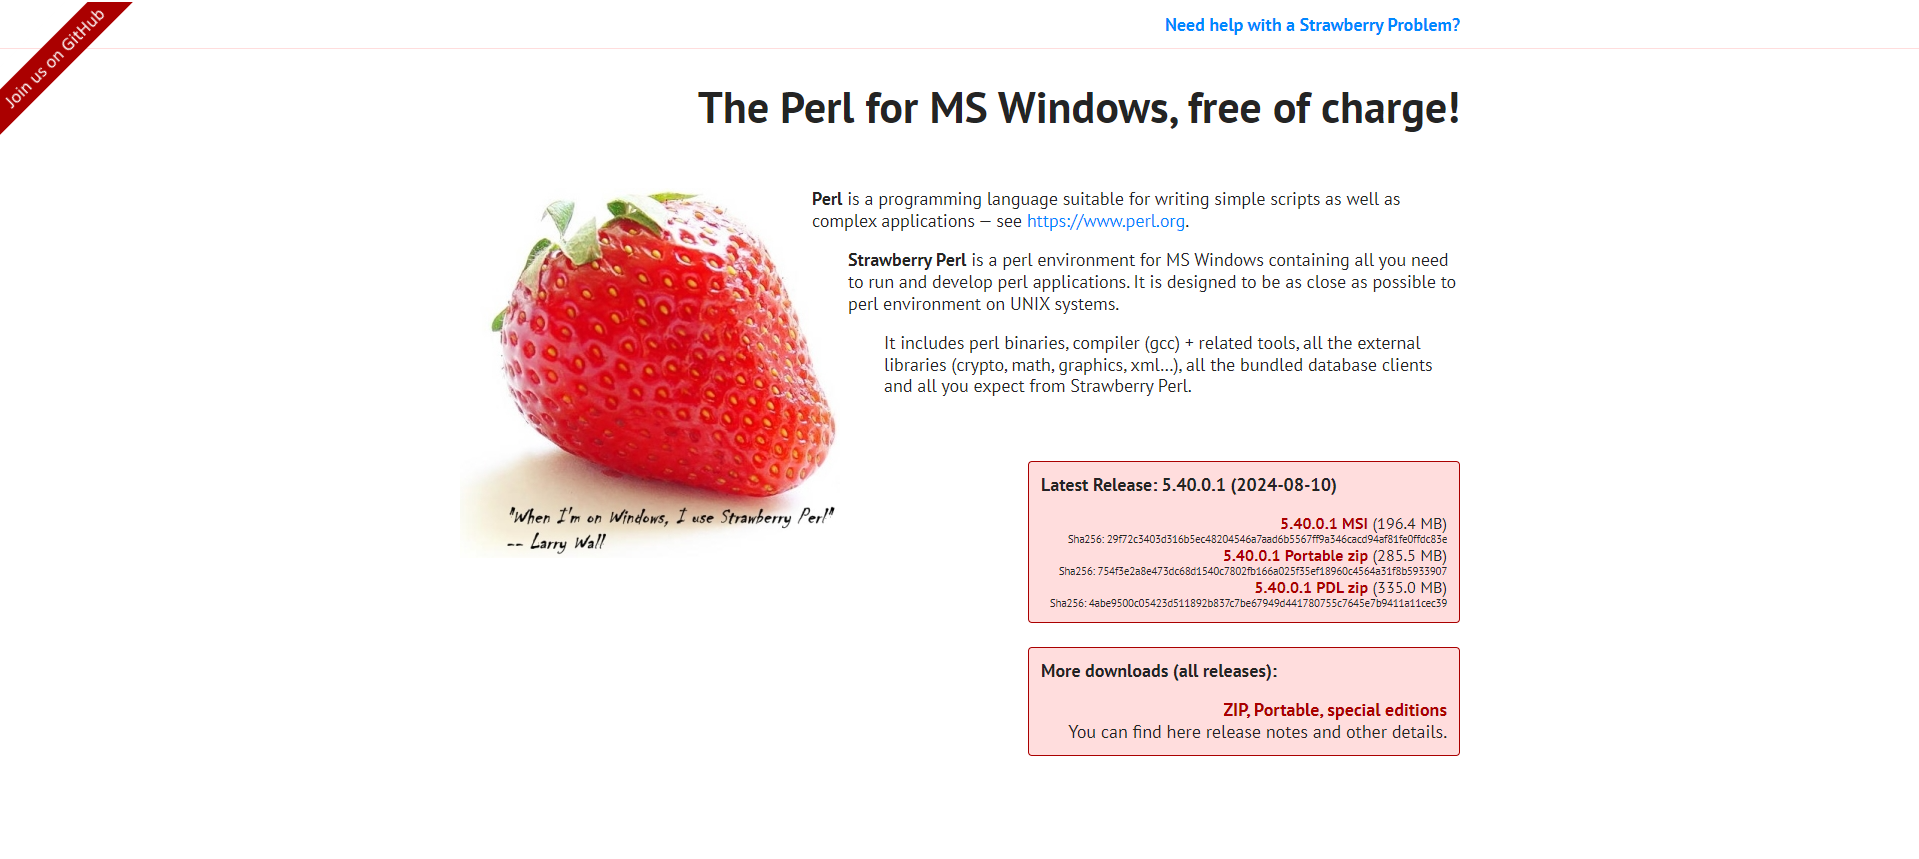 Join us on GitHub
Need help with a Strawberry Problem?
The Perl for MS Windows, free of charge!
Perl is a programming language suitable for writing simple scripts as well as
complex applications — see https://www.perl.org.
Strawberry Perl is a perl environment for MS Windows containing all you need
to run and develop perl applications. It is designed to be as close as possible to
perl environment on UNIX systems.
It includes perl binaries, compiler (gcc) + related tools, all the external
libraries (crypto, math, graphics, xml...), all the bundled database clients
and all you expect from Strawberry Perl.
"When I'm on Windows, I use Strawberry Perl"
-- Larry Wall
Latest Release: 5.40.0.1 (2024-08-10)
5.40.0.1 MSI (196.4 MB)
Sha256: 29f72c3403d316b5ec48204546a7aad6b5567ff9a346cacd94af81fe0ffdc83e
5.40.0.1 Portable zip (285.5 MB)
Sha256: 754f3e2a8e473dc68d1540c7802fb166a025f35ef18960c4564a31f8b5933907
5.40.0.1 PDL zip (335.0 MB)
Sha256: 4abe9500c05423d511892b837c7be67949d441780755c7645e7b9411a11cec39
More downloads (all releases):
ZIP, Portable, special editions
You can find here release notes and other details.